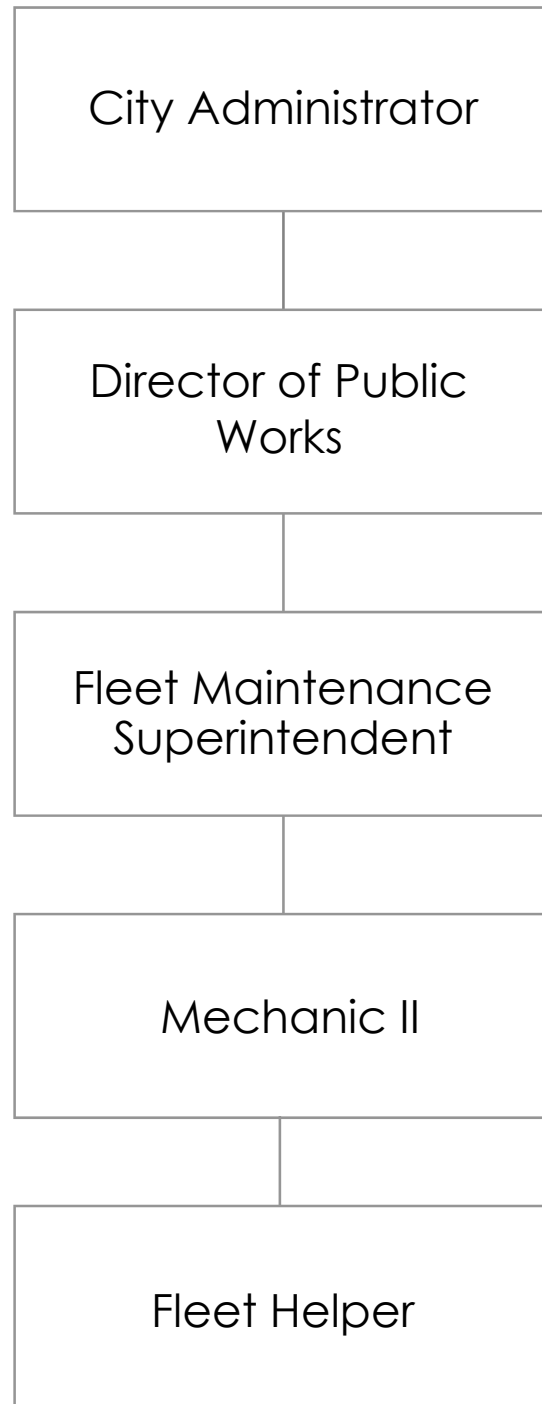 City Administrator
Director of Public
Works
Fleet Maintenance
Superintendent
Mechanic II
Fleet Helper